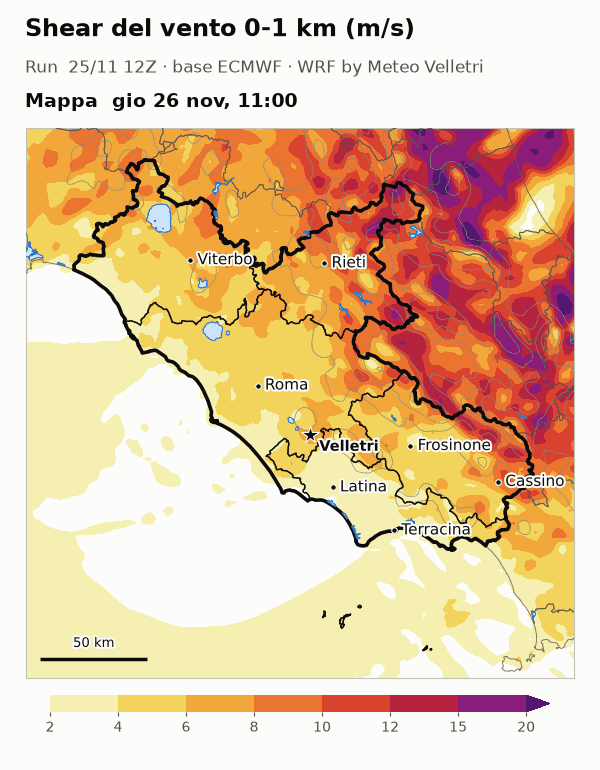 Shear del vento 0-1 km (m/s)
Run  25/11 12Z · base ECMWF · WRF by Meteo Velletri
Mappa  gio 26 nov, 11:00
Viterbo
Rieti
Roma
Velletri
Frosinone
Latina
Cassino
Terracina
50 km
2 4 6 8 10 12 15 20